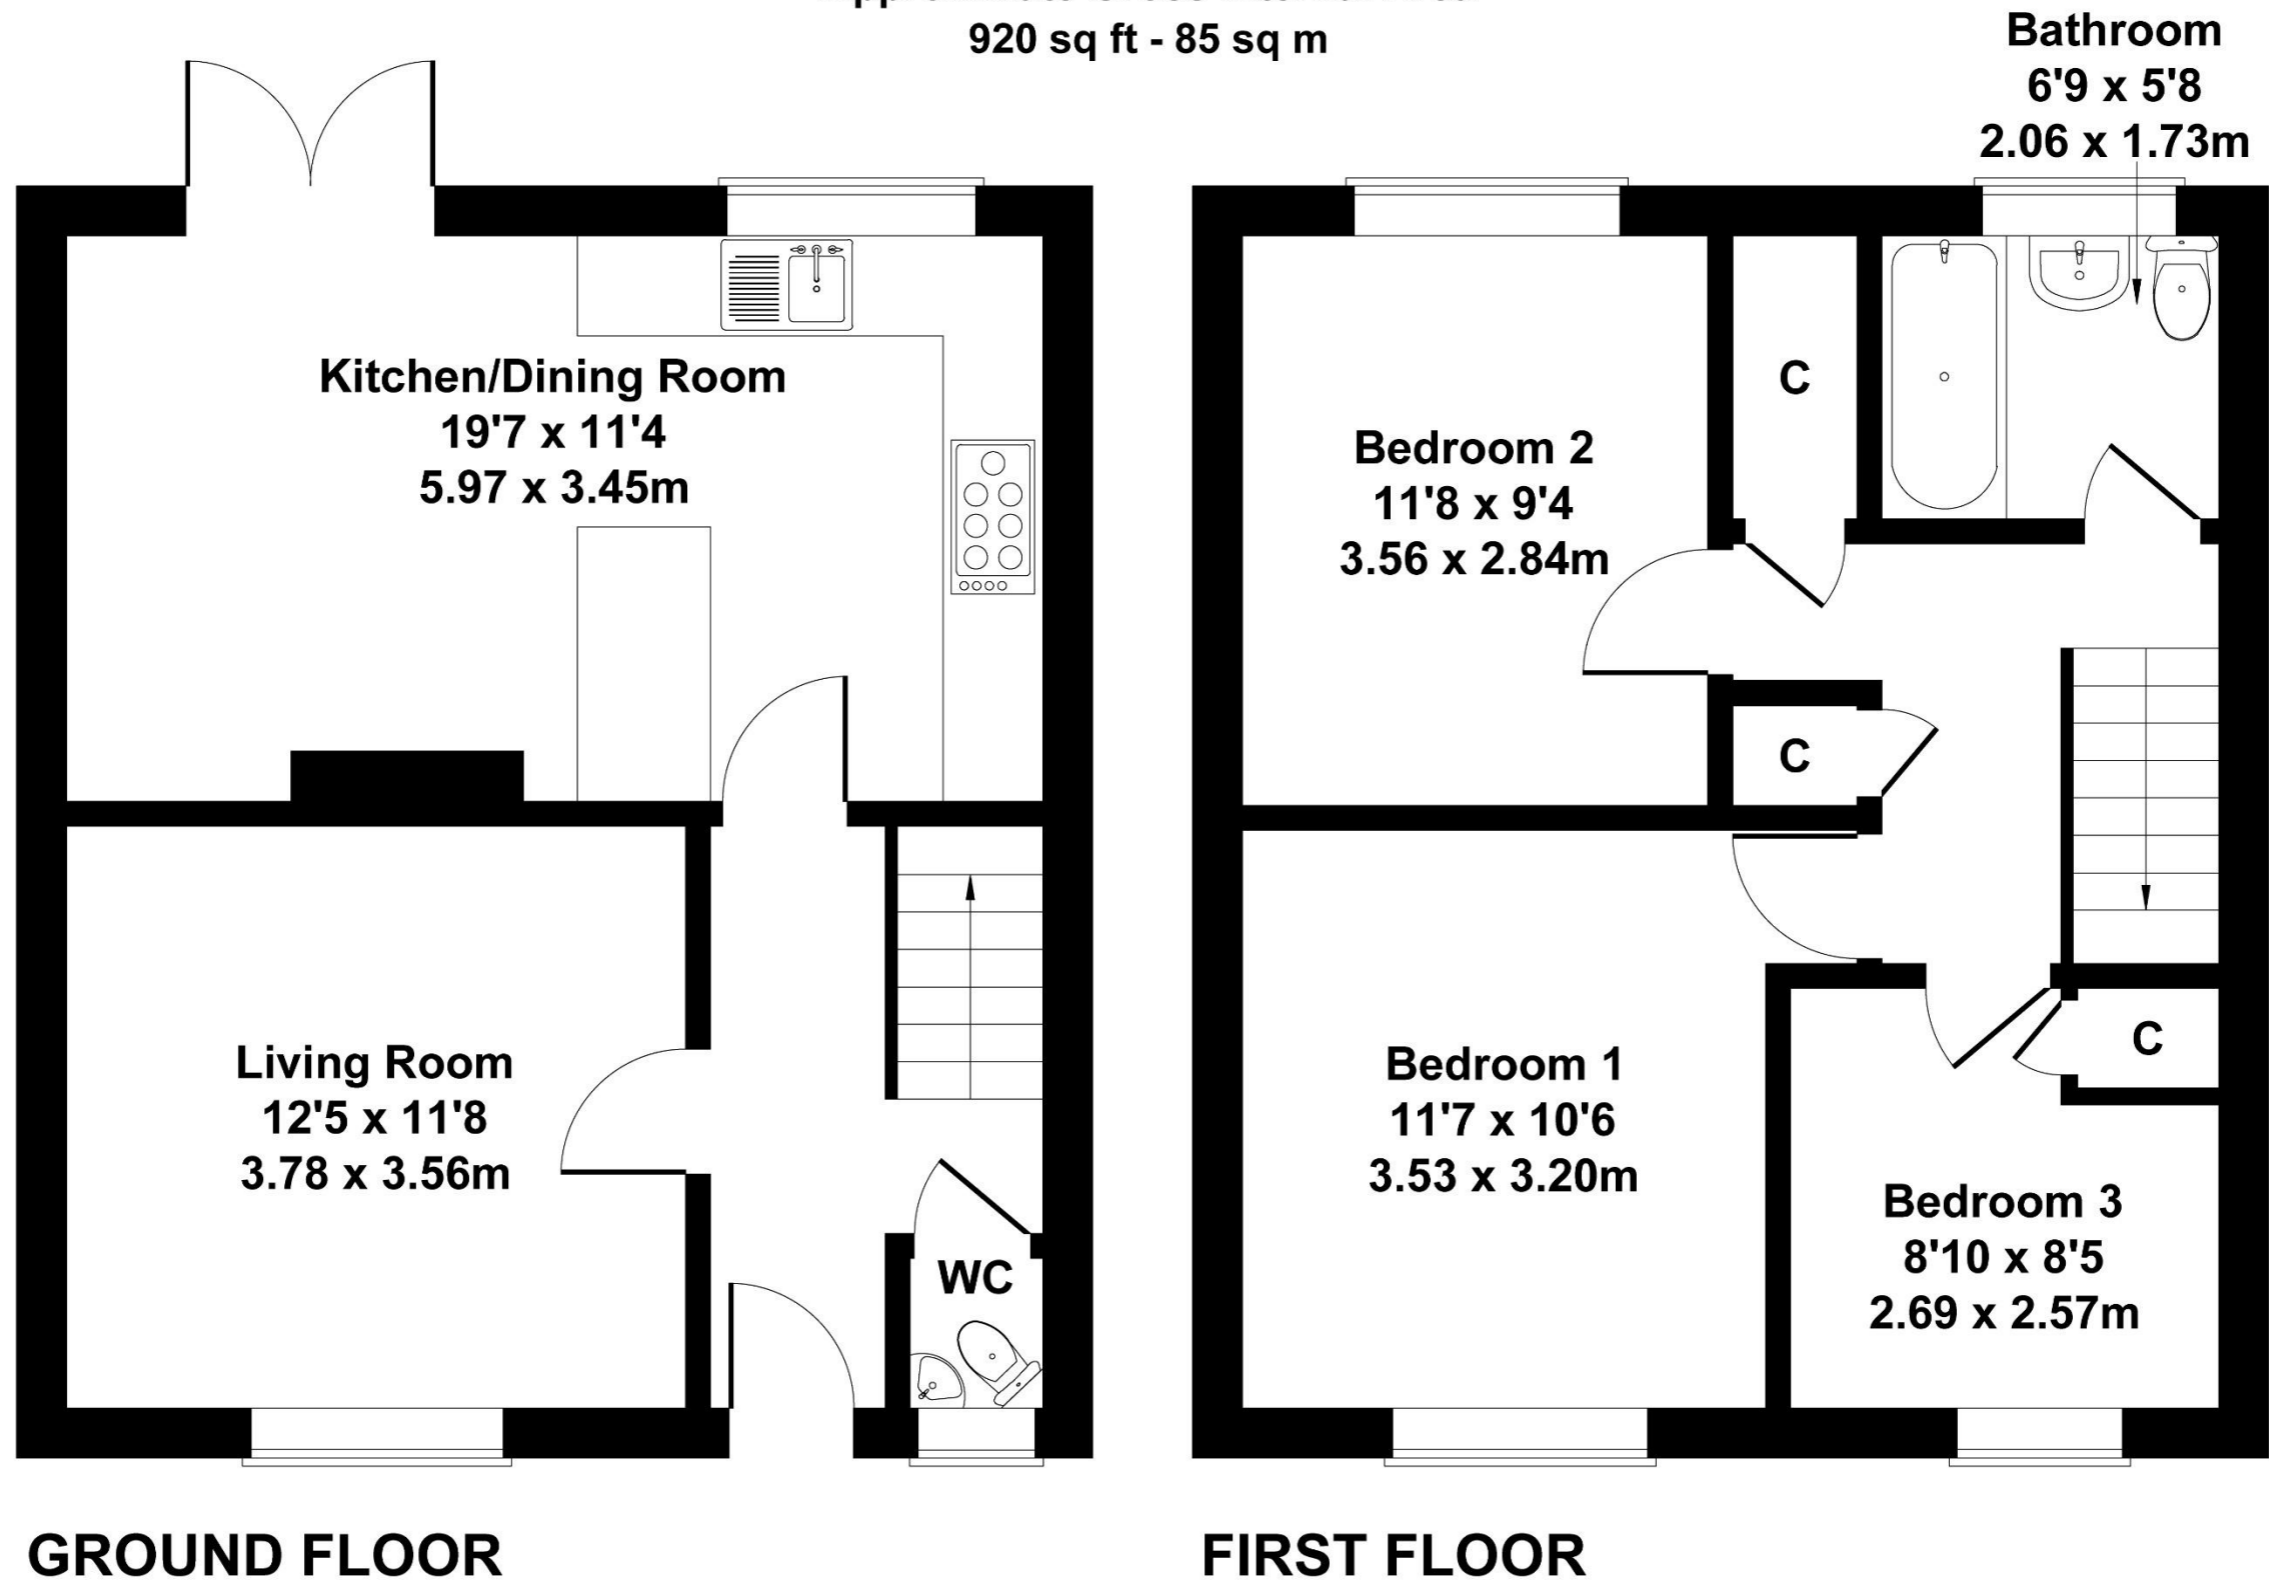 920 sq ft - 85 sq m
Kitchen/Dining Room
19'7 x 11'4
5.97 x 3.45m
Living Room
12'5 x 11'8
3.78 x 3.56m
WC
GROUND FLOOR
Bathroom
6'9 x 5'8
2.06 x 1.73m
C
Bedroom 2
11'8 x 9'4
3.56 x 2.84m
C
Bedroom 1
11'7 x 10'6
3.53 x 3.20m
C
Bedroom 3
8'10 x 8'5
2.69 x 2.57m
FIRST FLOOR